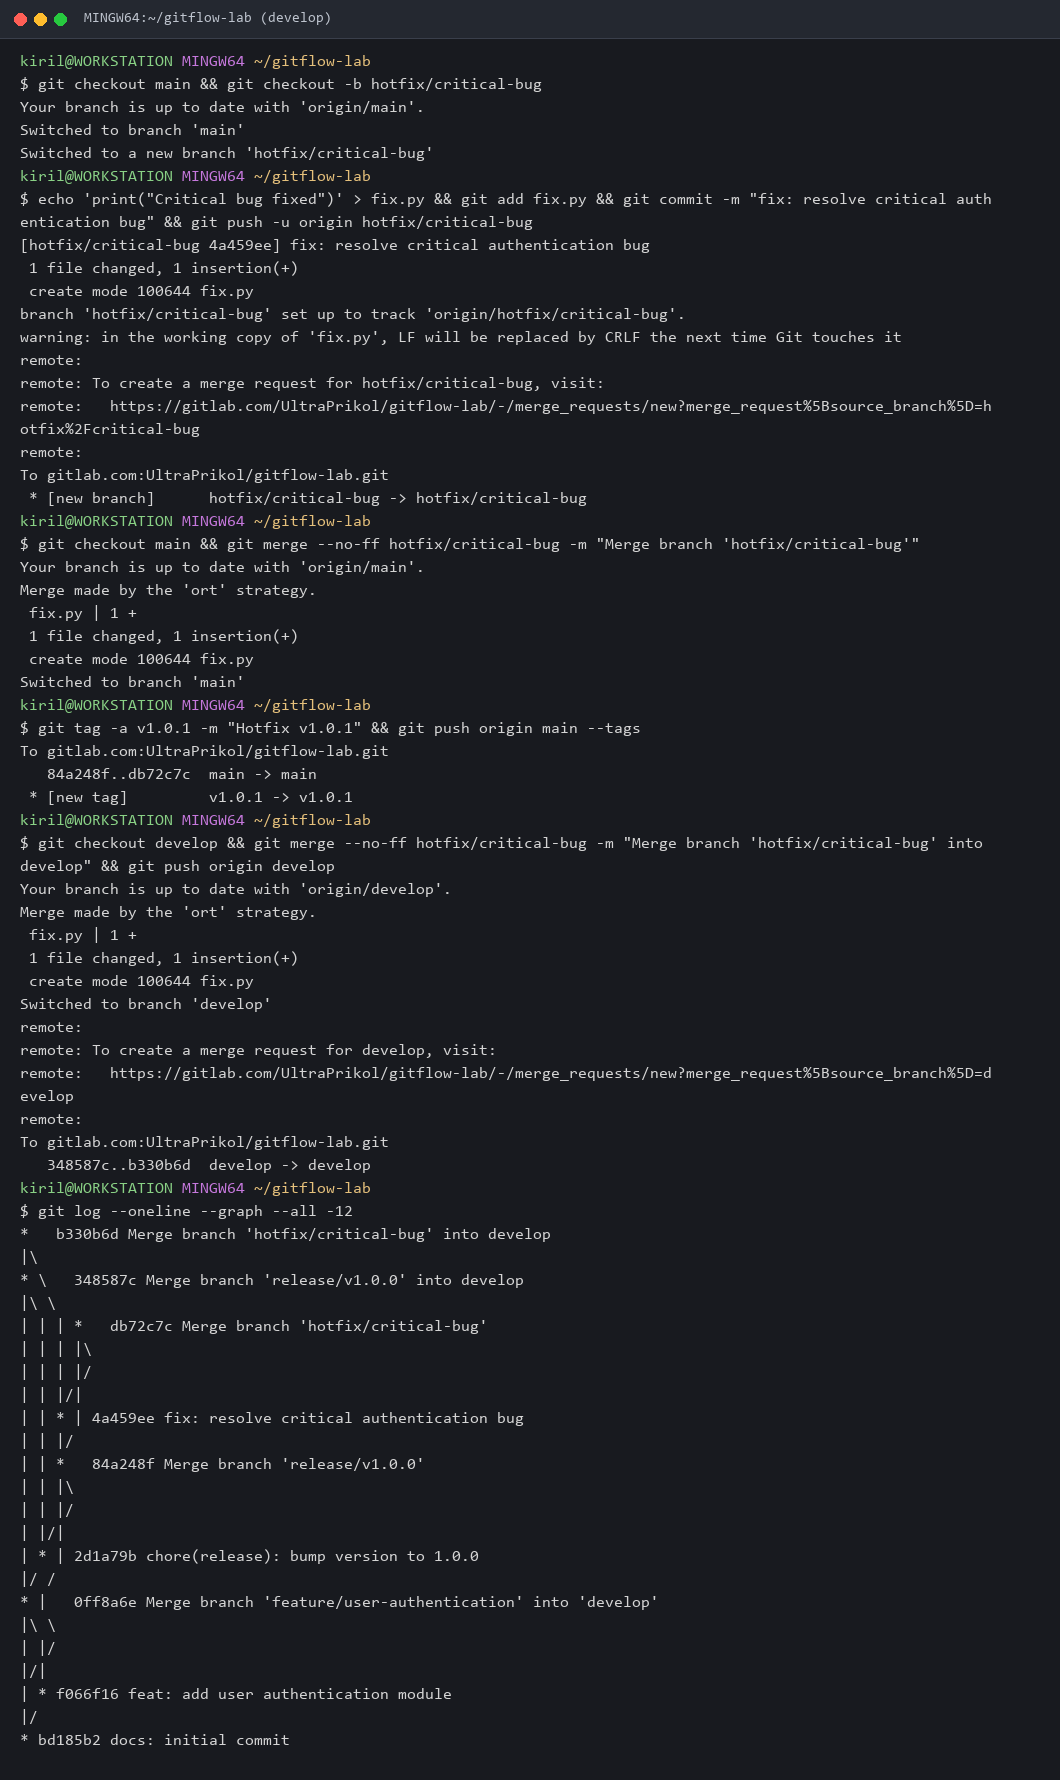 MINGW64:~/gitflow-lab (develop)
kiril@WORKSTATION MINGW64 ~/gitflow-lab
$ git checkout main && git checkout -b hotfix/critical-bug
Your branch is up to date with 'origin/main'.
Switched to branch 'main'
Switched to a new branch 'hotfix/critical-bug'
kiril@WORKSTATION MINGW64 ~/gitflow-lab
$ echo 'print("Critical bug fixed")' > fix.py && git add fix.py && git commit -m "fix: resolve critical auth
entication bug" && git push -u origin hotfix/critical-bug
[hotfix/critical-bug 4a459ee] fix: resolve critical authentication bug
 1 file changed, 1 insertion(+)
 create mode 100644 fix.py
branch 'hotfix/critical-bug' set up to track 'origin/hotfix/critical-bug'.
warning: in the working copy of 'fix.py', LF will be replaced by CRLF the next time Git touches it
remote:
remote: To create a merge request for hotfix/critical-bug, visit:
remote:   https://gitlab.com/UltraPrikol/gitflow-lab/-/merge_requests/new?merge_request%5Bsource_branch%5D=h
otfix%2Fcritical-bug
remote:
To gitlab.com:UltraPrikol/gitflow-lab.git
 * [new branch]      hotfix/critical-bug -> hotfix/critical-bug
kiril@WORKSTATION MINGW64 ~/gitflow-lab
$ git checkout main && git merge --no-ff hotfix/critical-bug -m "Merge branch 'hotfix/critical-bug'"
Your branch is up to date with 'origin/main'.
Merge made by the 'ort' strategy.
 fix.py | 1 +
 1 file changed, 1 insertion(+)
 create mode 100644 fix.py
Switched to branch 'main'
kiril@WORKSTATION MINGW64 ~/gitflow-lab
$ git tag -a v1.0.1 -m "Hotfix v1.0.1" && git push origin main --tags
To gitlab.com:UltraPrikol/gitflow-lab.git
   84a248f..db72c7c  main -> main
 * [new tag]         v1.0.1 -> v1.0.1
kiril@WORKSTATION MINGW64 ~/gitflow-lab
$ git checkout develop && git merge --no-ff hotfix/critical-bug -m "Merge branch 'hotfix/critical-bug' into
develop" && git push origin develop
Your branch is up to date with 'origin/develop'.
Merge made by the 'ort' strategy.
 fix.py | 1 +
 1 file changed, 1 insertion(+)
 create mode 100644 fix.py
Switched to branch 'develop'
remote:
remote: To create a merge request for develop, visit:
remote:   https://gitlab.com/UltraPrikol/gitflow-lab/-/merge_requests/new?merge_request%5Bsource_branch%5D=d
evelop
remote:
To gitlab.com:UltraPrikol/gitflow-lab.git
   348587c..b330b6d  develop -> develop
kiril@WORKSTATION MINGW64 ~/gitflow-lab
$ git log --oneline --graph --all -12
*   b330b6d Merge branch 'hotfix/critical-bug' into develop
|\
* \   348587c Merge branch 'release/v1.0.0' into develop
|\ \
| | | *   db72c7c Merge branch 'hotfix/critical-bug'
| | | |\
| | | |/
| | |/|
| | * | 4a459ee fix: resolve critical authentication bug
| | |/
| | *   84a248f Merge branch 'release/v1.0.0'
| | |\
| | |/
| |/|
| * | 2d1a79b chore(release): bump version to 1.0.0
|/ /
* |   0ff8a6e Merge branch 'feature/user-authentication' into 'develop'
|\ \
| |/
|/|
| * f066f16 feat: add user authentication module
|/
* bd185b2 docs: initial commit